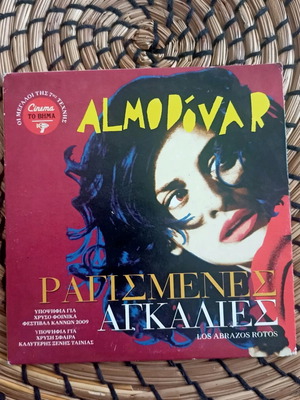 ΟΙ ΜΕΓΑΛΟΙ ΤΗΣ 7ης ΤΕΧΝΗΣ
Cinema
ΤΟ ΒΗΜΑ
ALMODÓVAR
ΡΑΓΙΣΜΕΝΕΣ
ΑΓΚΑΛΙΕΣ
LOS ABRAZOS ROTOS
ΥΠΟΨΗΦΙΑ ΓΙΑ
ΧΡΥΣΟ ΦΟΙΝΙΚΑ
ΦΕΣΤΙΒΑΛ ΚΑΝΝΩΝ 2009
ΥΠΟΨΗΦΙΑ ΓΙΑ
ΧΡΥΣΗ ΣΦΑΙΡΑ
ΚΑΛΥΤΕΡΗΣ ΞΕΝΗΣ ΤΑΙΝΙΑΣ